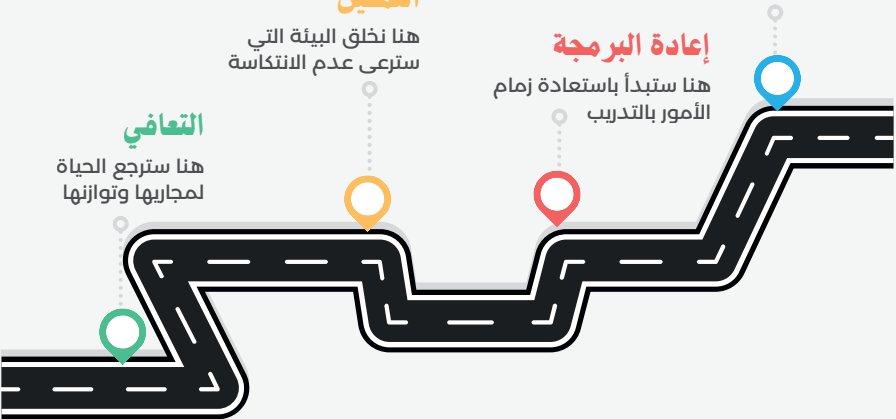 إعادة البرمجة
هنا ستبدأ باستعادة زمام
الأمور بالتدريب
هنا نخلق البيئة التي
سترعى عدم الانتكاسة
التعافي
هنا سترجع الحياة
لمجاريها وتوازنها